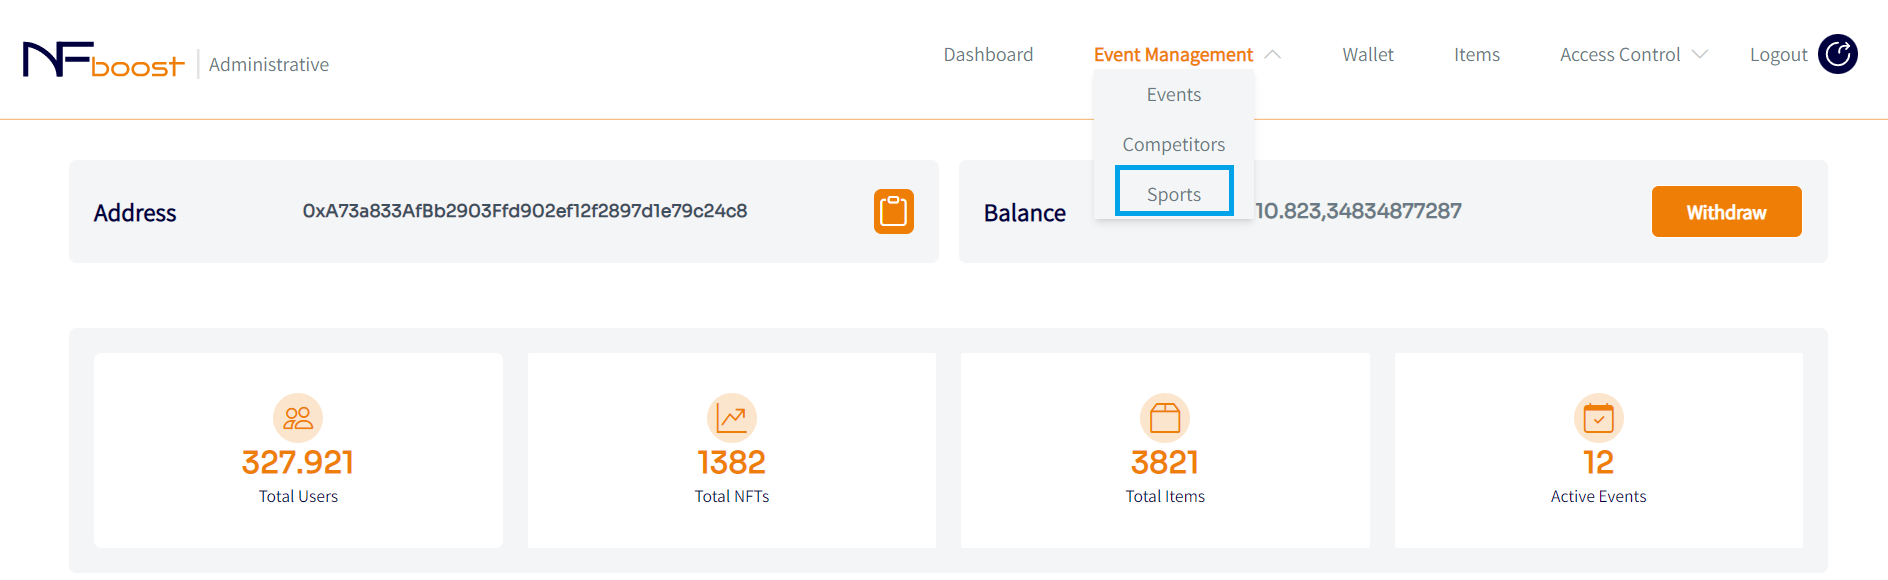 NFboost Administrative
Dashboard Event Management Wallet Items Access Control Logout
Events
Competitors
Sports
Address 0xA73a833AfBb2903Ffd902ef12f2897d1e79c24c8
Balance 10.823,34834877287 Withdraw
327.921
Total Users
1382
Total NFTs
3821
Total Items
12
Active Events